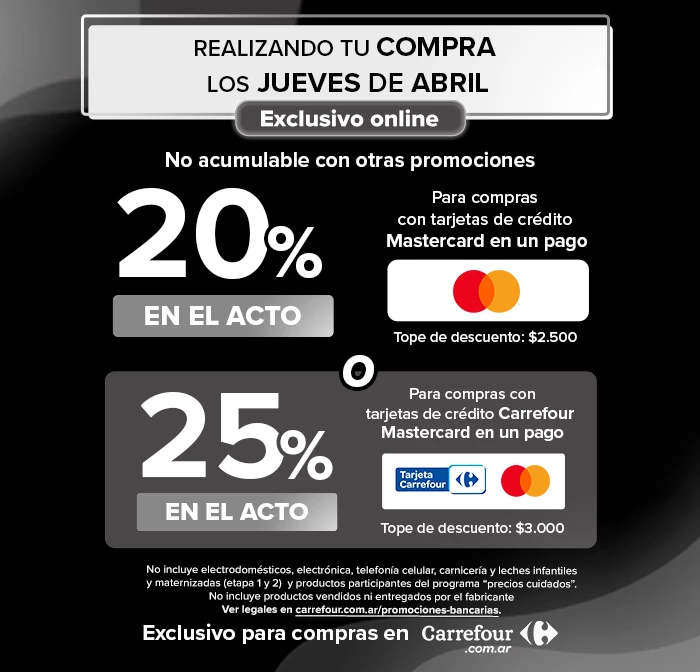 REALIZANDO TU COMPRA
LOS JUEVES DE ABRIL
Exclusivo online
No acumulable con otras promociones
20%
EN EL ACTO
Para compras
con tarjetas de crédito
Mastercard en un pago
Tope de descuento: $2.500
O
25%
EN EL ACTO
Para compras con
tarjetas de crédito Carrefour
Mastercard en un pago
Tarjeta
Carrefour
Tope de descuento: $3.000
No incluye electrodomésticos, electrónica, telefonía celular, carnicería y leches infantiles
y maternizadas (etapa 1 y 2) y productos participantes del programa “precios cuidados”.
No incluye productos vendidos ni entregados por el fabricante
Ver legales en carrefour.com.ar/promociones-bancarias.
Exclusivo para compras en Carrefour
.com.ar